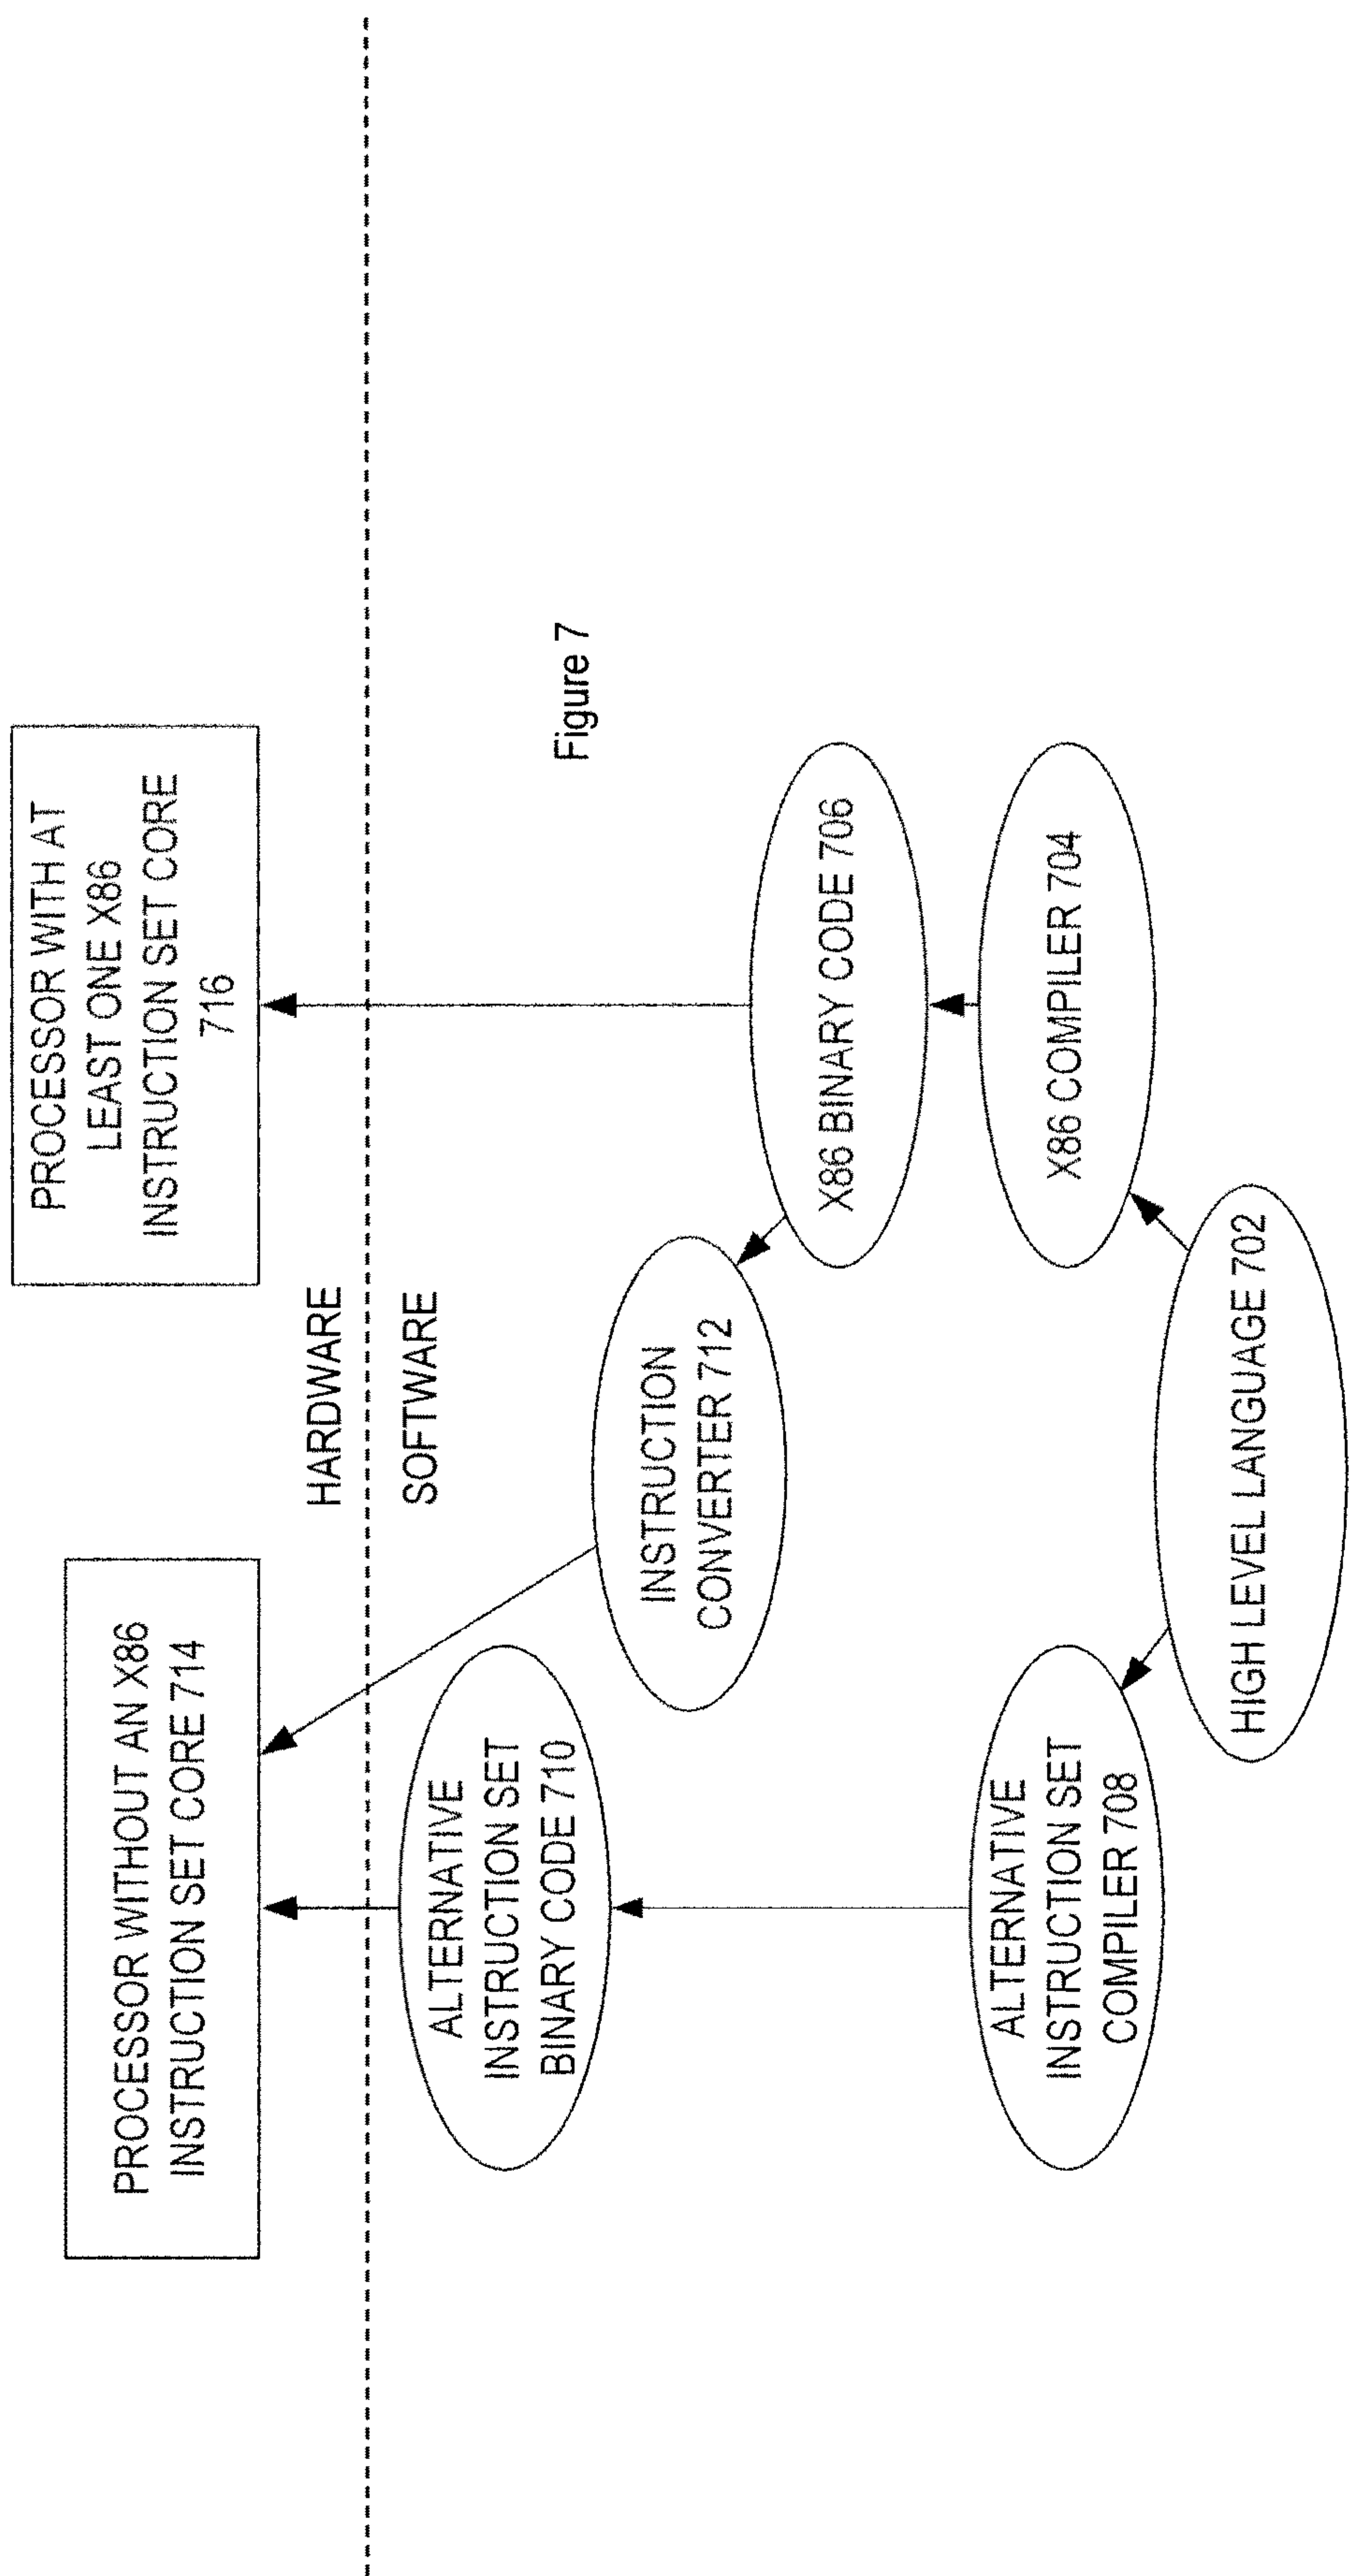 PROCESSOR WITHOUT AN X86
INSTRUCTION SET CORE 714
PROCESSOR WITH AT
LEAST ONE X86
INSTRUCTION SET CORE
716
HARDWARE
SOFTWARE
ALTERNATIVE
INSTRUCTION SET
BINARY CODE 710
INSTRUCTION
CONVERTER 712
Figure 7
X86 BINARY CODE 706
ALTERNATIVE
INSTRUCTION SET
COMPILER 708
X86 COMPILER 704
HIGH LEVEL LANGUAGE 702